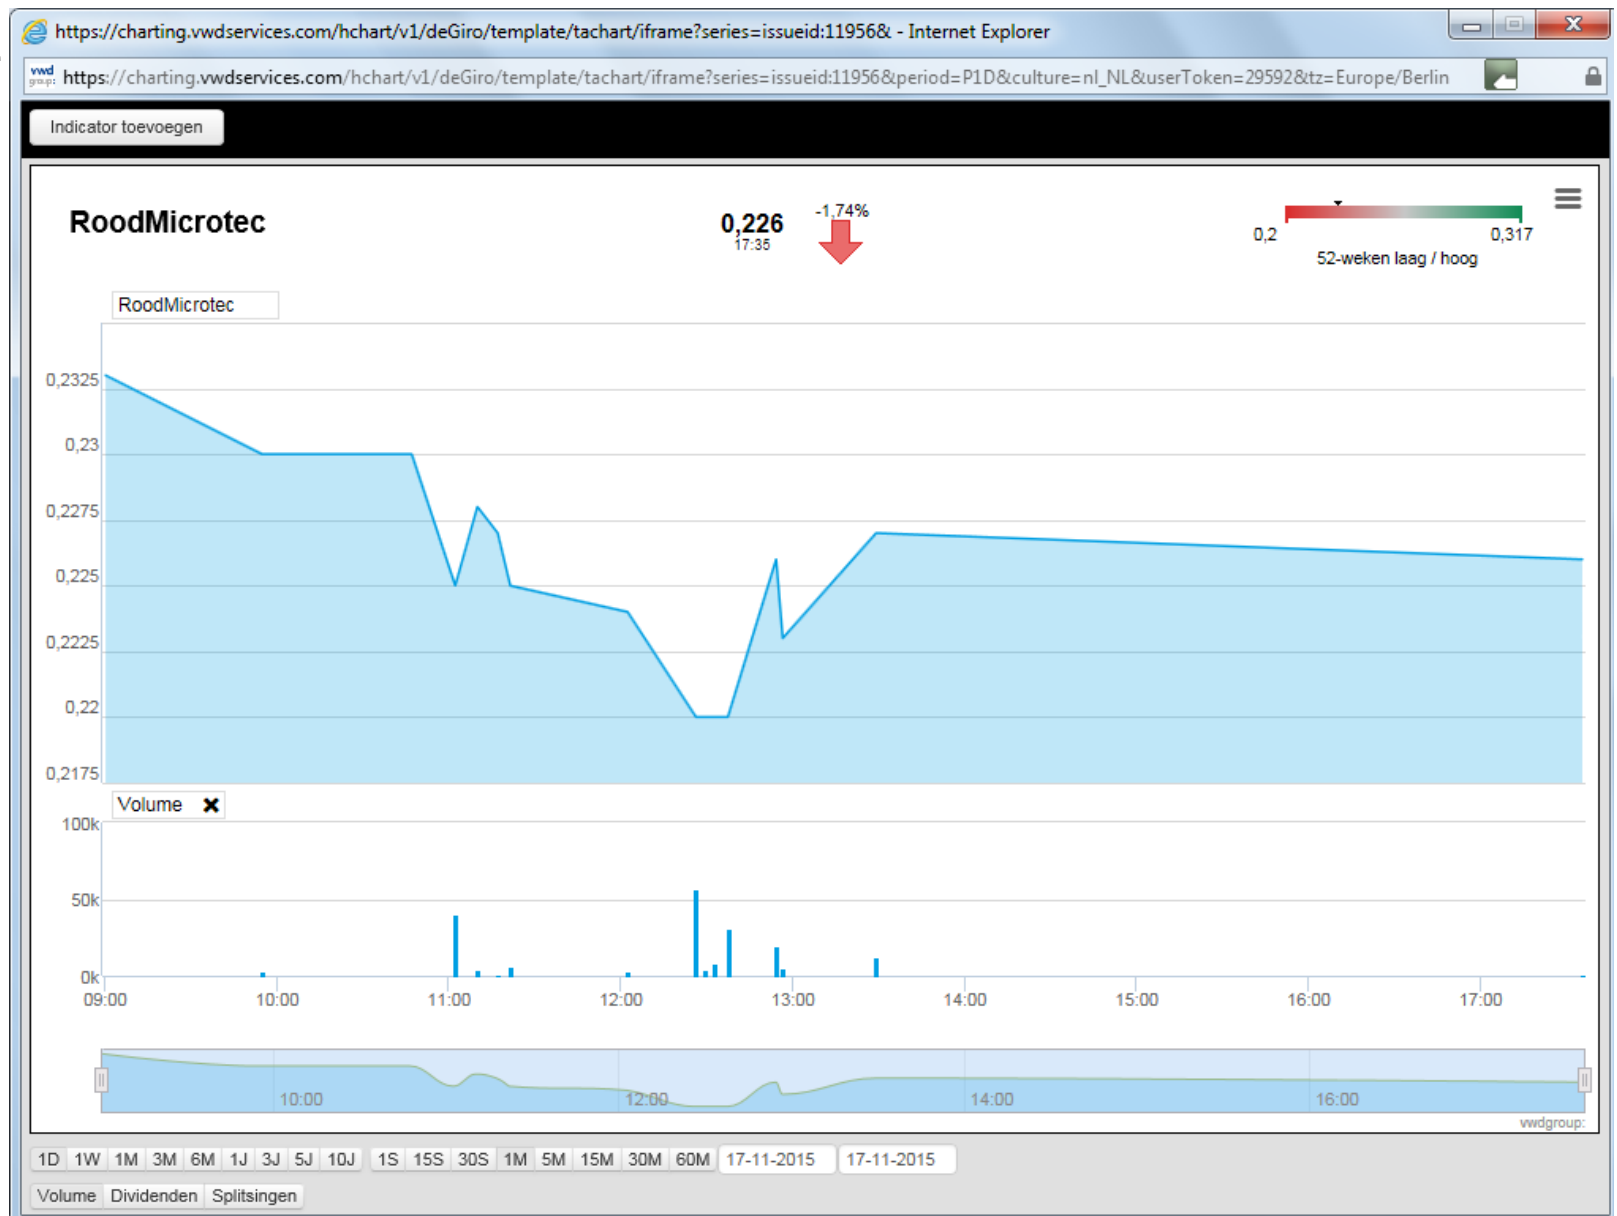 https://charting.vwdservices.com/hchart/v1/deGiro/template/tachart/iframe?series=issueid:11956& - Internet Explorer
vwd group: https://charting.vwdservices.com/hchart/v1/deGiro/template/tachart/iframe?series=issueid:11956&period=P1D&culture=nl_NL&userToken=29592&tz=Europe/Berlin
Indicator toevoegen
RoodMicrotec
0,226
17:35
-1,74%
0,2 0,317
52-weken laag / hoog
RoodMicrotec
0,2325
0,23
0,2275
0,225
0,2225
0,22
0,2175
Volume
100k
50k
0k
09:00 10:00 11:00 12:00 13:00 14:00 15:00 16:00 17:00
10:00 12:00 14:00 16:00
vwdgroup:
1D 1W 1M 3M 6M 1J 3J 5J 10J 1S 15S 30S 1M 5M 15M 30M 60M 17-11-2015 17-11-2015
Volume Dividenden Splitsingen